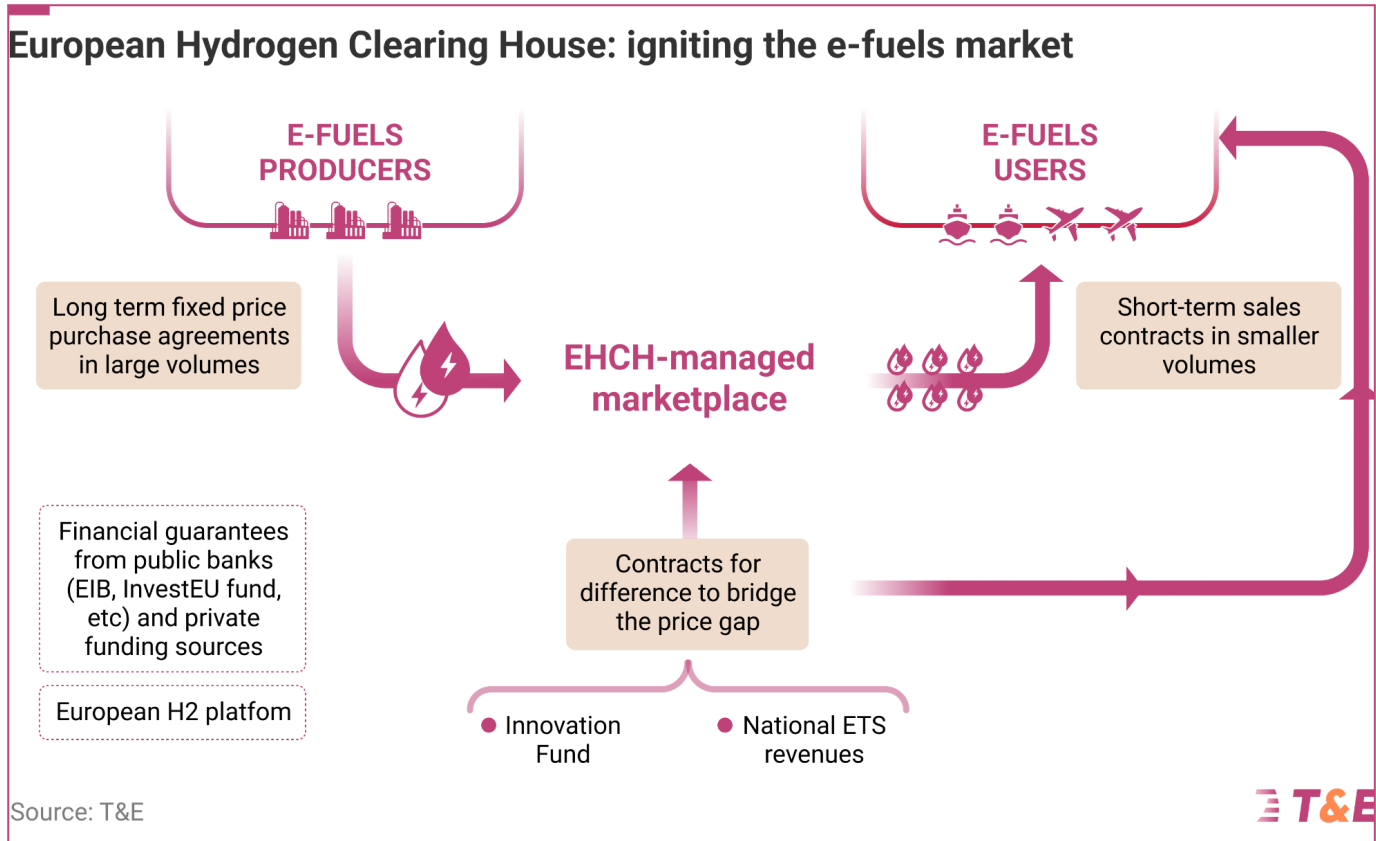 European Hydrogen Clearing House: igniting the e-fuels market
E-FUELS
PRODUCERS
E-FUELS
USERS
Long term fixed price
purchase agreements
in large volumes
EHCH-managed
marketplace
Short-term sales
contracts in smaller
volumes
Financial guarantees
from public banks
(EIB, InvestEU fund,
etc) and private
funding sources
European H2 platfom
Contracts for
difference to bridge
the price gap
Innovation
Fund
National ETS
revenues
Source: T&E
T&E